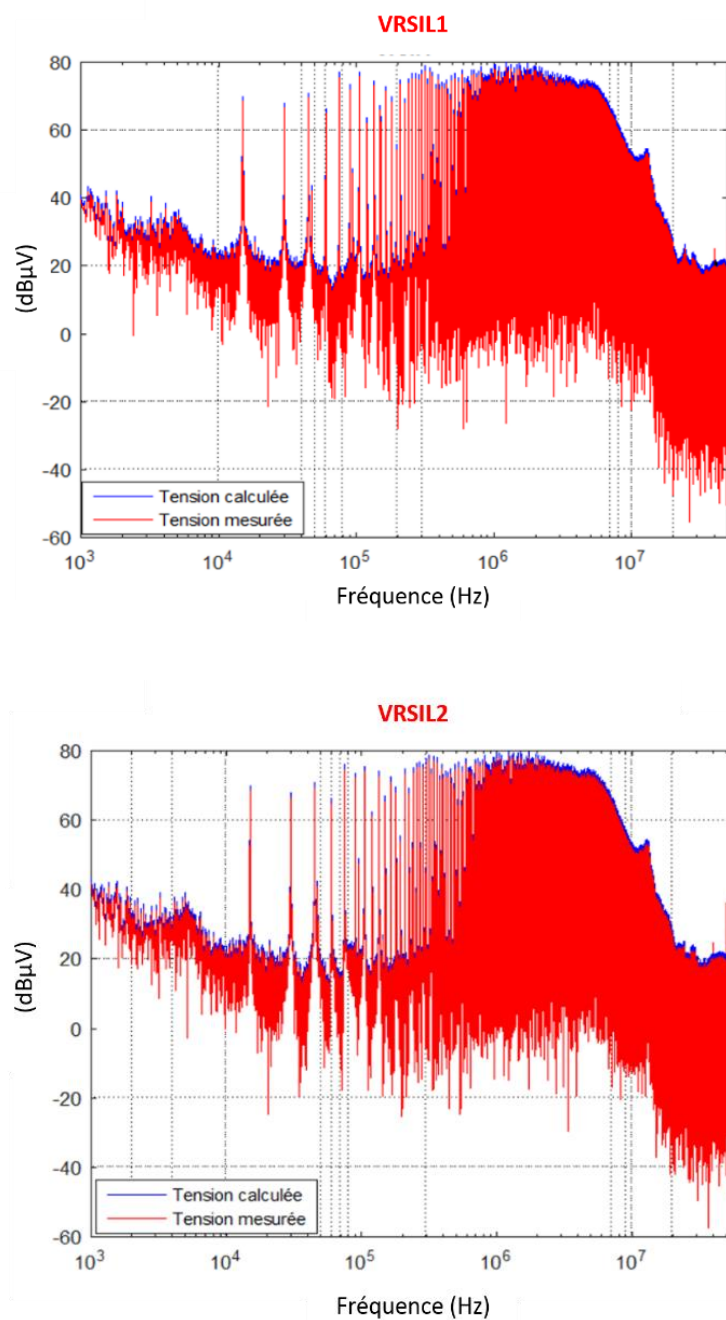 VRSIL1
80
60
40
20
0
-20
-40
-60
(dBµV)
Tension calculée
Tension mesurée
10³
10⁴
10⁵
10⁶
10⁷
Fréquence (Hz)
VRSIL2
80
60
40
20
0
-20
-40
-60
(dBµV)
Tension calculée
Tension mesurée
10³
10⁴
10⁵
10⁶
10⁷
Fréquence (Hz)